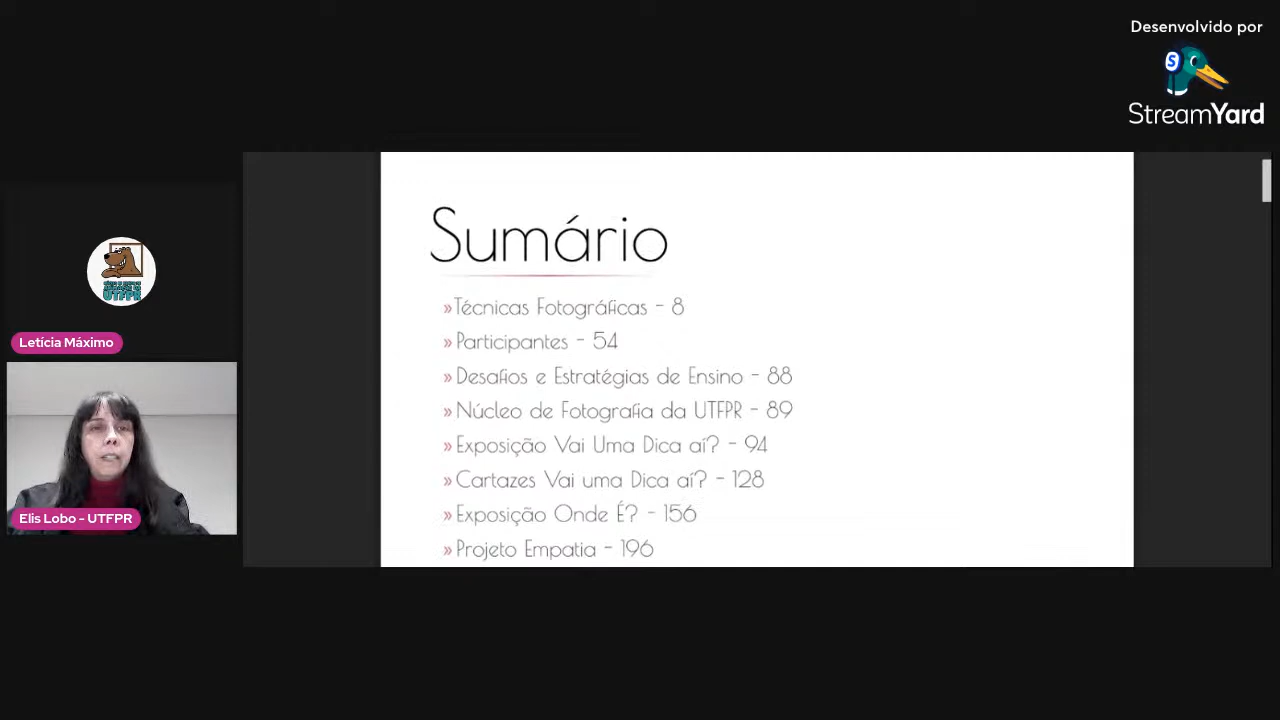 Desenvolvido por
S
StreamYard
Sumário
»Técnicas Fotográficas - 8
»Participantes - 54
»Desafios e Estratégias de Ensino - 88
»Núcleo de Fotografia da UTFPR - 89
»Exposição Vai Uma Dica aí? - 94
»Cartazes Vai uma Dica aí? - 128
»Exposição Onde É? - 156
»Projeto Empatia - 196
UTFPR
Letícia Máximo
Elis Lobo - UTFPR